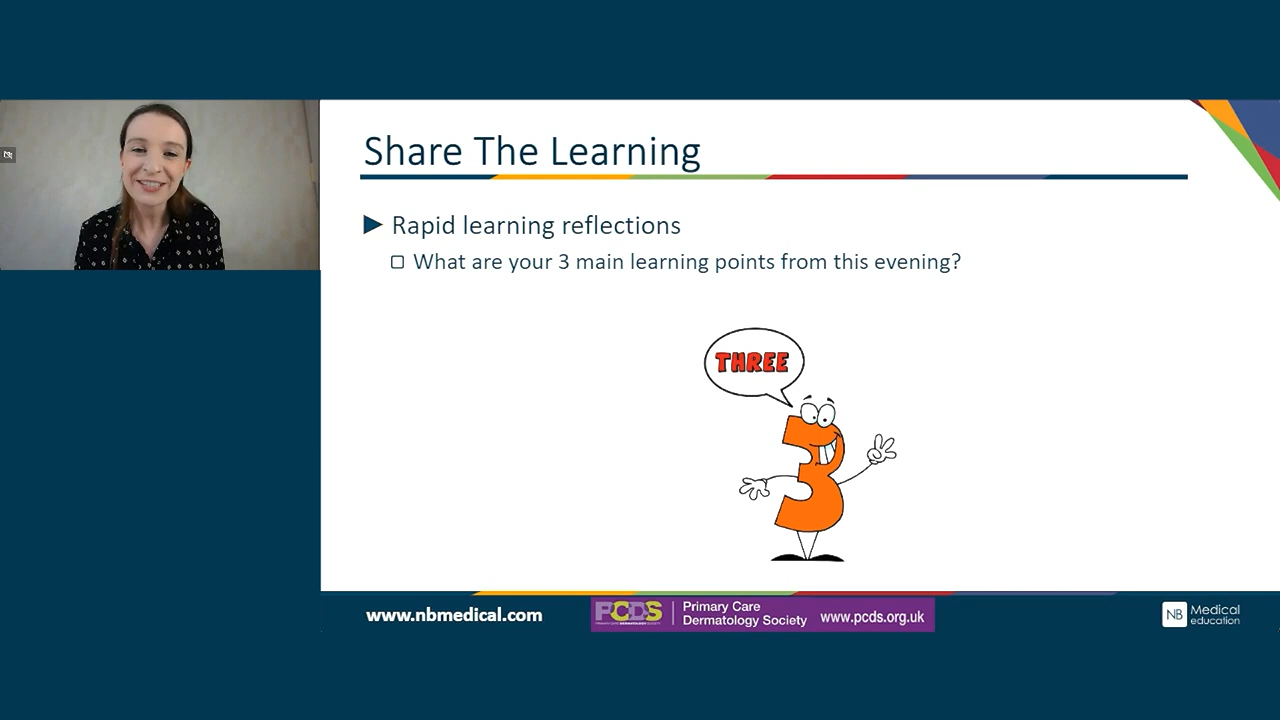 Share The Learning
Rapid learning reflections
What are your 3 main learning points from this evening?
THREE
3
www.nbmedical.com
PCDS
Primary Care
Dermatology Society
www.pcds.org.uk
NB
Medical
education